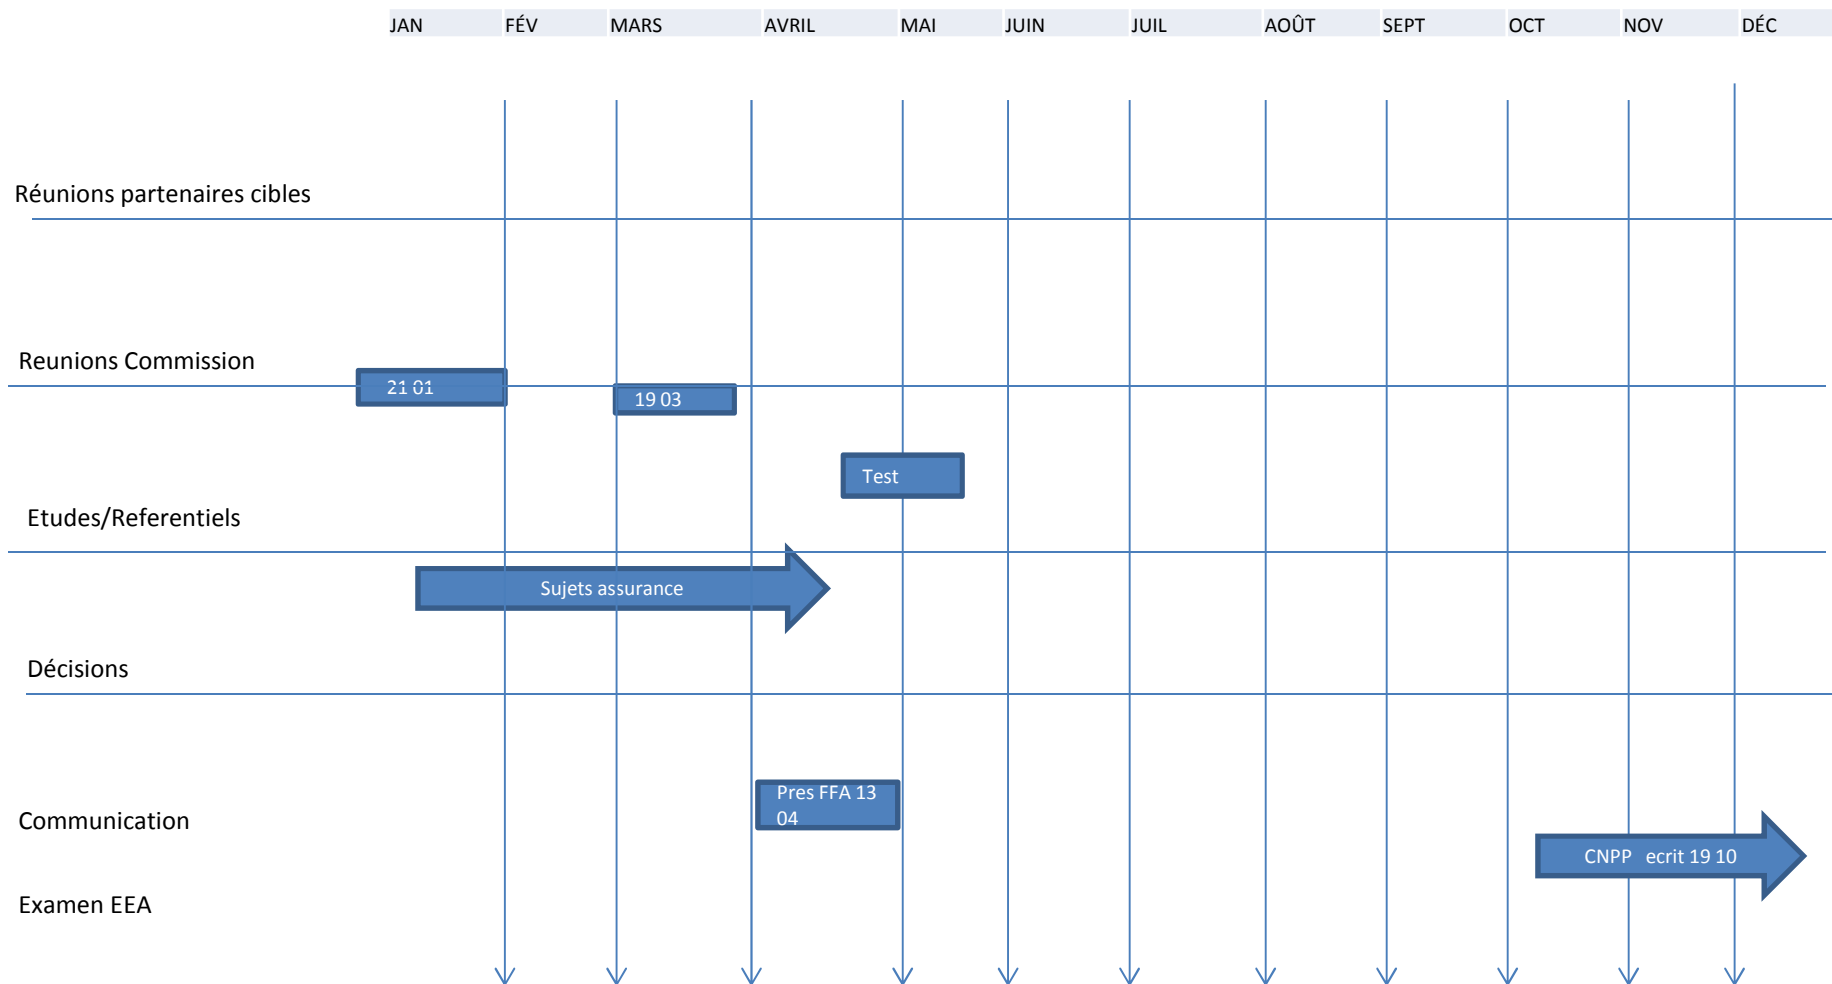 JAN FÉV MARS AVRIL MAI JUIN JUIL AOÛT SEPT OCT NOV DÉC
Réunions partenaires cibles
Reunions Commission
21 01
19 03
Test
Etudes/Referentiels
Sujets assurance
Décisions
Pres FFA 13
04
Communication
CNPP ecrit 19 10
Examen EEA